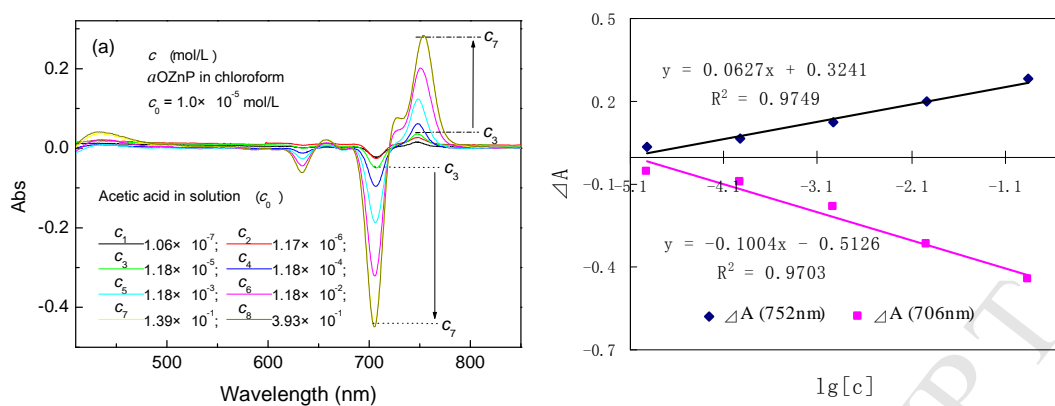 (a)
c (mol/L)
aOZnP in chloroform
c0 = 1.0× 10-5 mol/L
c7
c3
c3
c7
Acetic acid in solution (c0)
c1 1.06× 10-7; c2 1.17× 10-6;
c3 1.18× 10-5; c4 1.18× 10-4;
c5 1.18× 10-3; c6 1.18× 10-2;
c7 1.39× 10-1; c8 3.93× 10-1
0.2
0.0
-0.2
-0.4
Abs
500 600 700 800
Wavelength (nm)
0.5
0.2
-0.1
-0.4
-0.7
⊿A
y = 0.0627x + 0.3241
R2 = 0.9749
-5.1 -4.1 -3.1 -2.1 -1.1
y = -0.1004x - 0.5126
R2 = 0.9703
⊿A(752nm) ⊿A(706nm)
lg[c]
PT